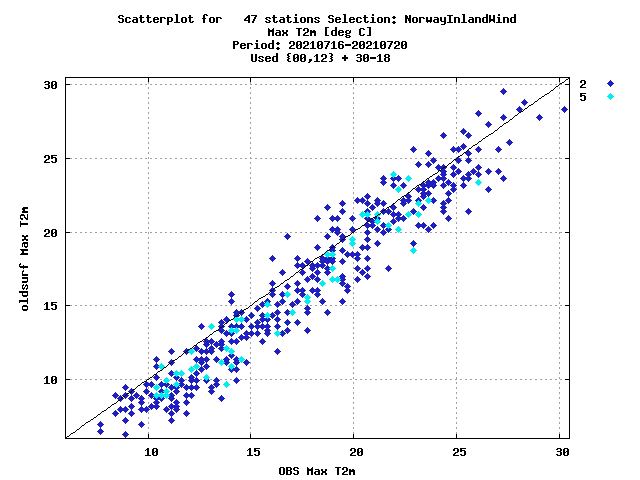 Scatterplot for   47 stations Selection: NorwayInlandWind
Max T2m [deg C]
Period: 20210716-20210720
Used {00,12} + 30-18
2
5
30
25
20
15
10
oldsurf Max T2m
10
15
20
25
30
OBS Max T2m